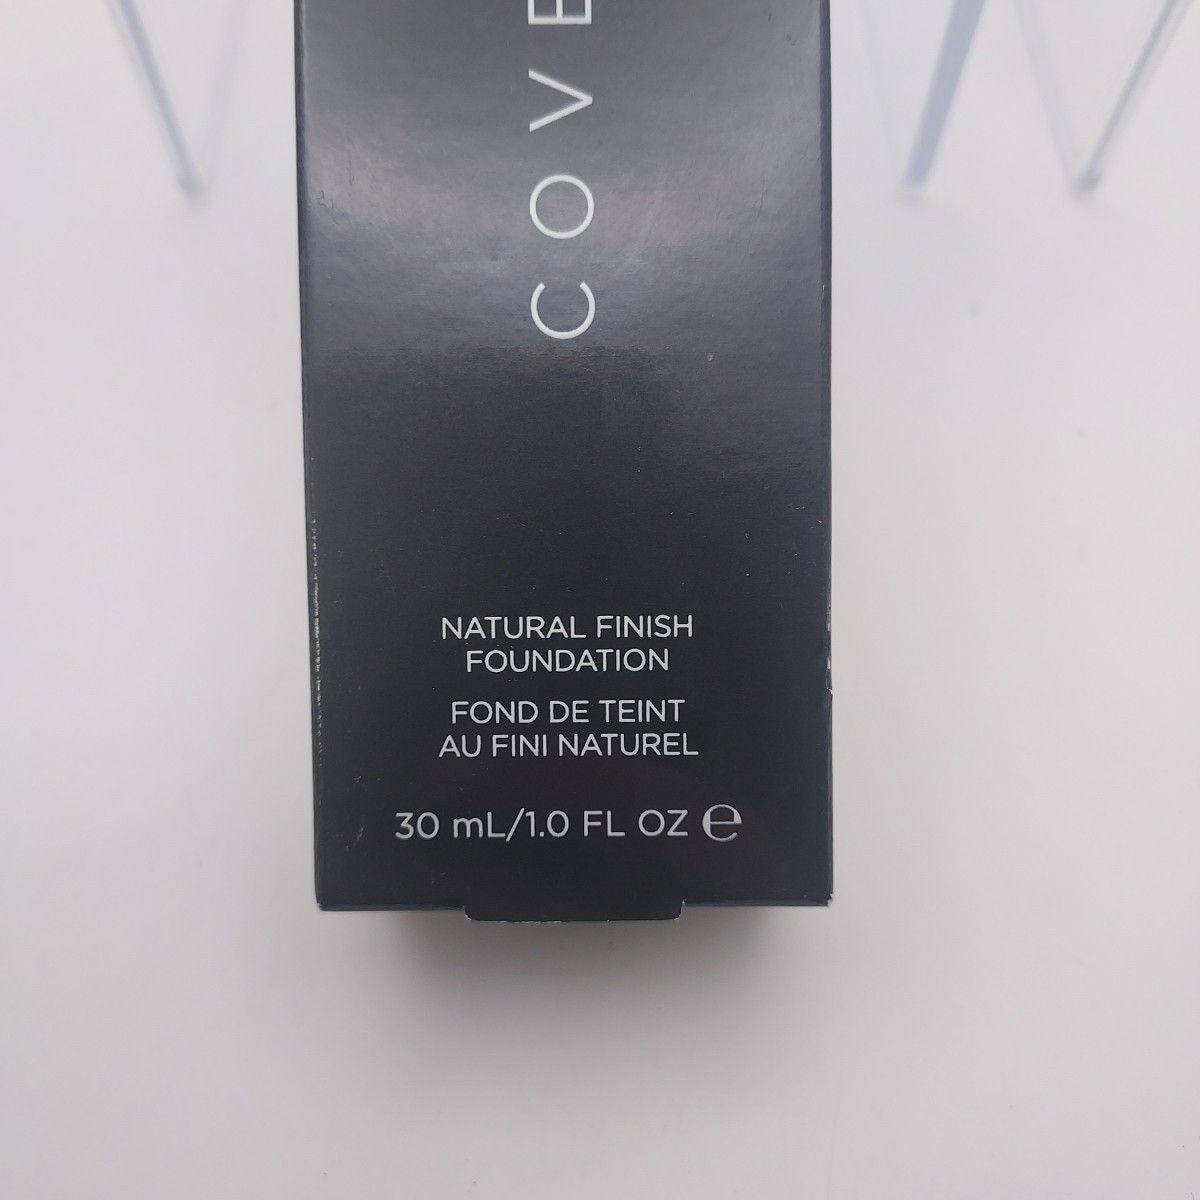 COVE
NATURAL FINISH
FOUNDATION
FOND DE TEINT
AU FINI NATUREL
30 mL/1.0 FL OZ ℮